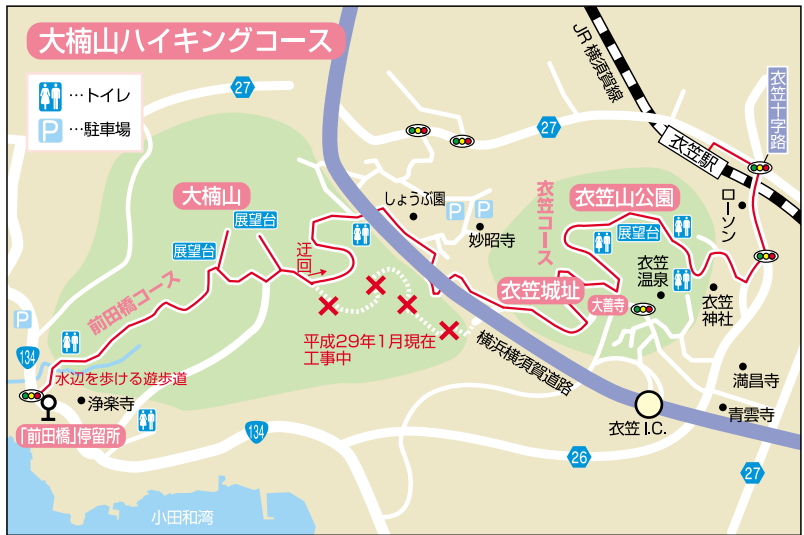 大楠山ハイキングコース
…トイレ
P…駐車場
27
27
JR横須賀線
衣笠駅
衣笠十字路
ローソン
大楠山
展望台
展望台
しょうぶ園
P
P
妙昭寺
衣笠コース
衣笠山公園
展望台
迂回
衣笠城址
大善寺
衣笠
温泉
衣笠
神社
前田橋コース
P
134
平成29年1月現在
工事中
横浜横須賀道路
水辺を歩ける遊歩道
浄楽寺
「前田橋」停留所
134
衣笠I.C.
満昌寺
青雲寺
26
27
小田和湾